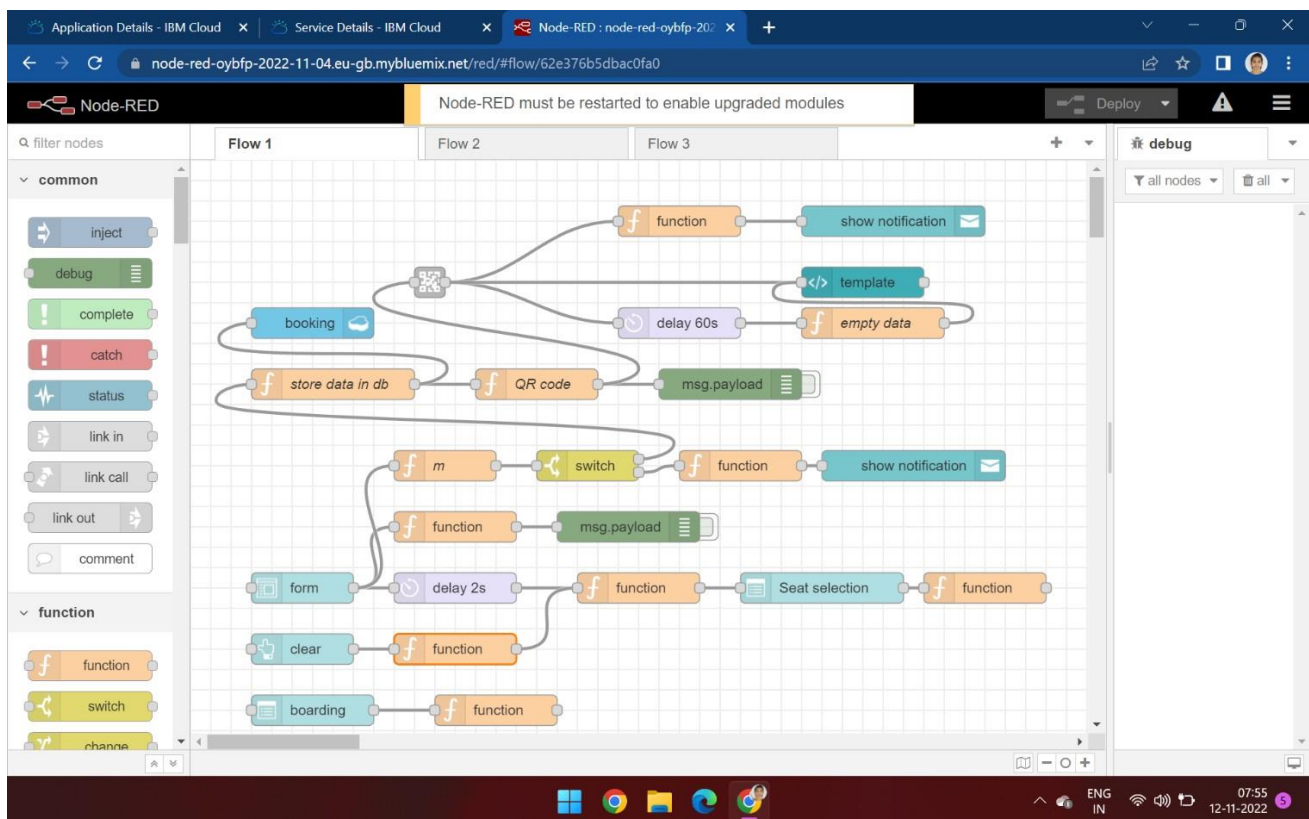 Application Details - IBM Cloud
Service Details - IBM Cloud
Node-RED : node-red-oybfp-202
node-red-oybfp-2022-11-04.eu-gb.mybluemix.net/red/#flow/62e376b5dbac0fa0
Node-RED
Node-RED must be restarted to enable upgraded modules
Deploy
filter nodes
Flow 1
Flow 2
Flow 3
debug
common
all nodes
all
inject
debug
complete
catch
status
link in
link call
link out
comment
function
function
switch
change
function
show notification
template
booking
delay 60s
empty data
store data in db
QR code
msg.payload
m
switch
function
show notification
function
msg.payload
form
delay 2s
function
Seat selection
function
clear
function
boarding
function
ENG
IN
07:55
12-11-2022
5